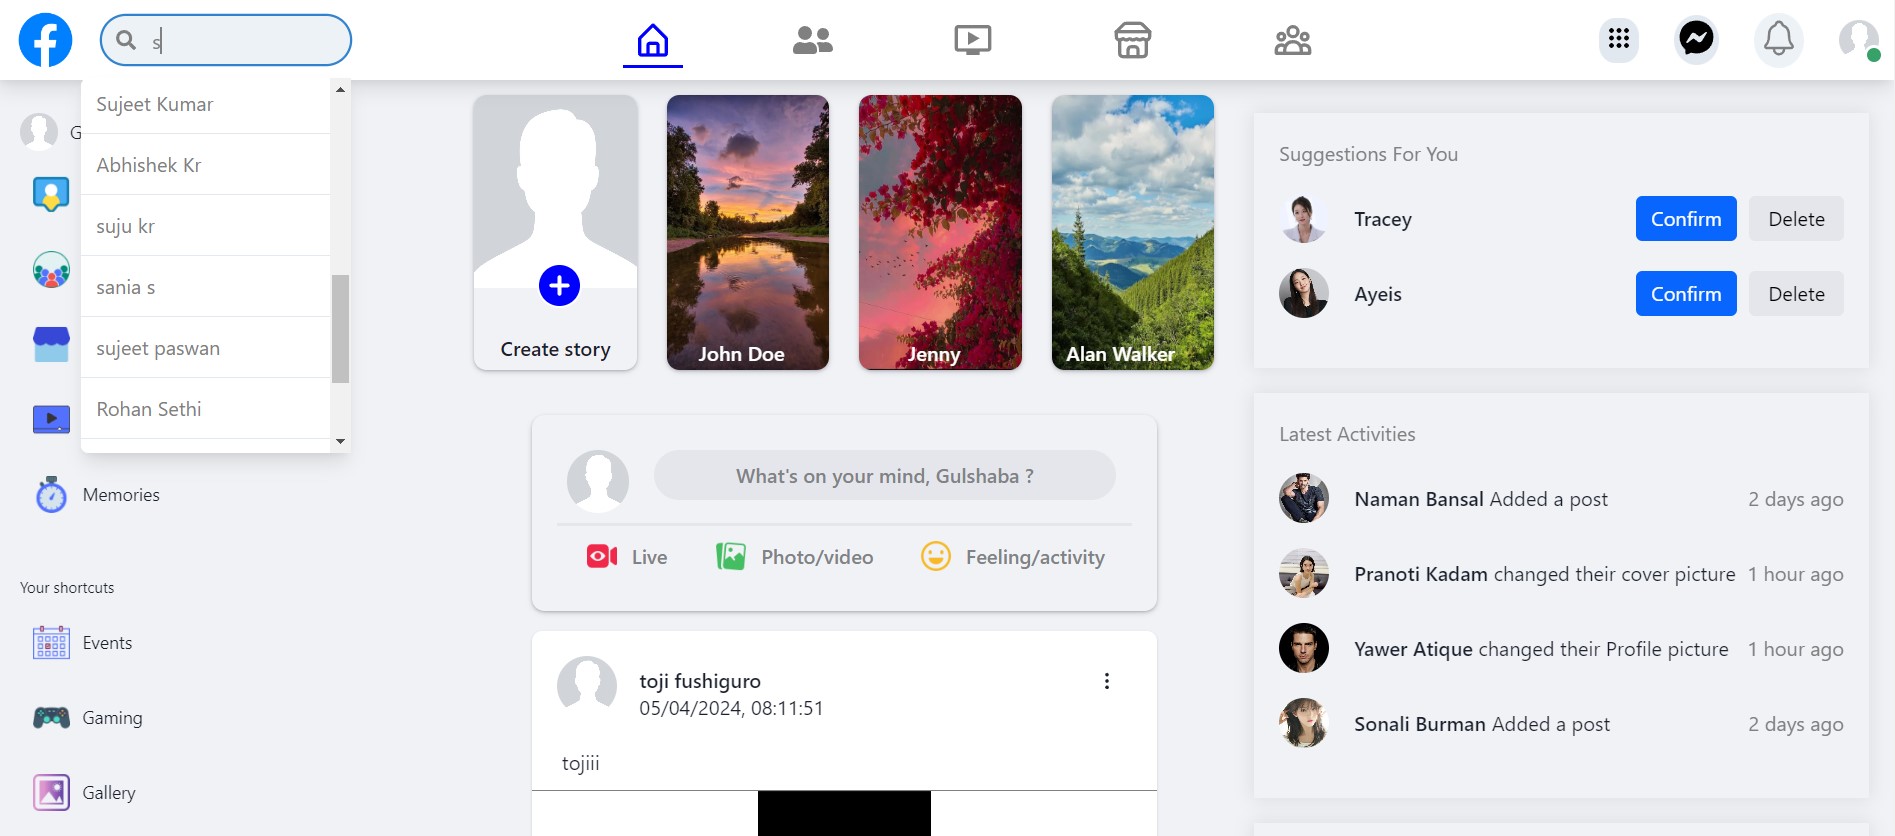 s
Sujeet Kumar
Abhishek Kr
suju kr
sania s
sujeet paswan
Rohan Sethi
G
Memories
Your shortcuts
Events
Gaming
Gallery
Create story
John Doe
Jenny
Alan Walker
What's on your mind, Gulshaba ?
Live
Photo/video
Feeling/activity
toji fushiguro
05/04/2024, 08:11:51
tojiii
Suggestions For You
Tracey
Confirm
Delete
Ayeis
Confirm
Delete
Latest Activities
Naman Bansal Added a post 2 days ago
Pranoti Kadam changed their cover picture 1 hour ago
Yawer Atique changed their Profile picture 1 hour ago
Sonali Burman Added a post 2 days ago